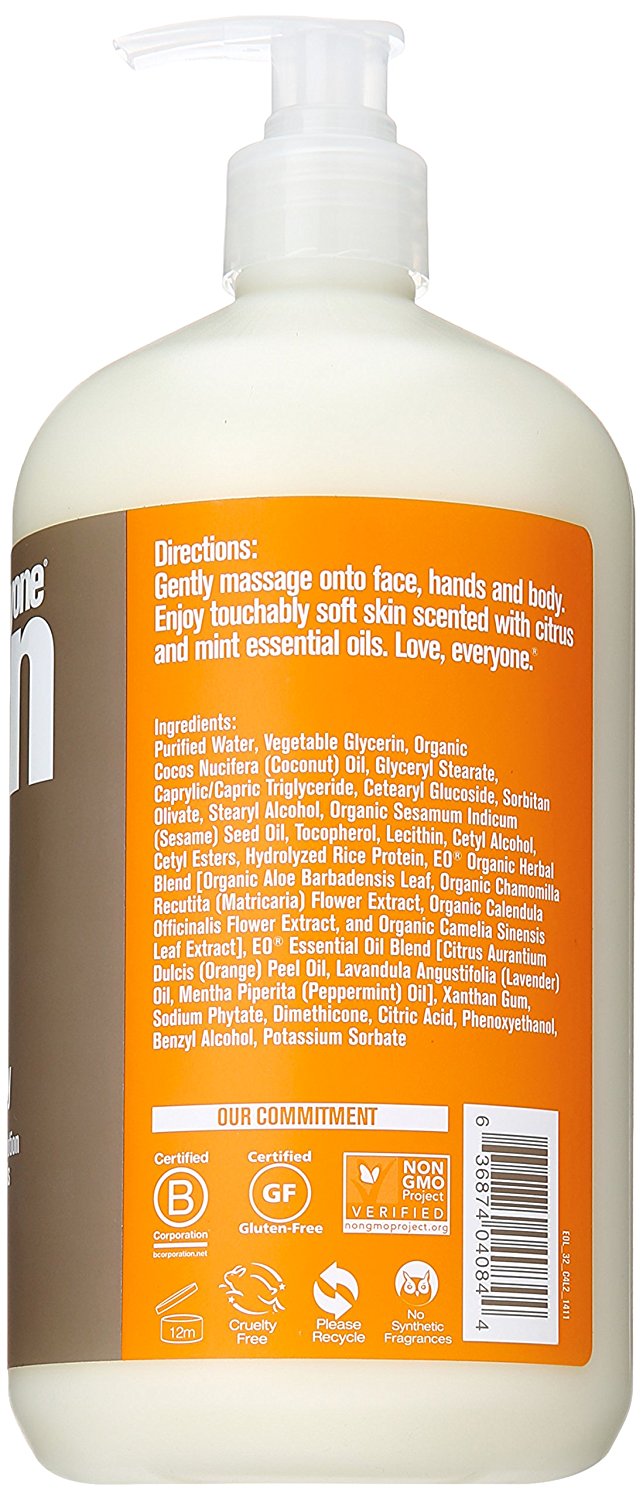 Directions:
Gently massage onto face, hands and body.
Enjoy touchably soft skin scented with citrus
and mint essential oils. Love, everyone.®
Ingredients:
Purified Water, Vegetable Glycerin, Organic
Cocos Nucifera (Coconut) Oil, Glyceryl Stearate,
Caprylic/Capric Triglyceride, Cetearyl Glucoside, Sorbitan
Olivate, Stearyl Alcohol, Organic Sesamum Indicum
(Sesame) Seed Oil, Tocopherol, Lecithin, Cetyl Alcohol,
Cetyl Esters, Hydrolyzed Rice Protein, EO® Organic Herbal
Blend [Organic Aloe Barbadensis Leaf, Organic Chamomilla
Recutita (Matricaria) Flower Extract, Organic Calendula
Officinalis Flower Extract, and Organic Camelia Sinensis
Leaf Extract], EO® Essential Oil Blend [Citrus Aurantium
Dulcis (Orange) Peel Oil, Lavandula Angustifolia (Lavender)
Oil, Mentha Piperita (Peppermint) Oil], Xanthan Gum,
Sodium Phytate, Dimethicone, Citric Acid, Phenoxyethanol,
Benzyl Alcohol, Potassium Sorbate
OUR COMMITMENT
Certified
B
Corporation
bcorporation.net
Certified
GF
Gluten-Free
NON
GMO
Project
VERIFIED
nongmoproject.org
12m
Cruelty
Free
Please
Recycle
No
Synthetic
Fragrances
6 36874 04084 4
EOL_32_C4L2_1411